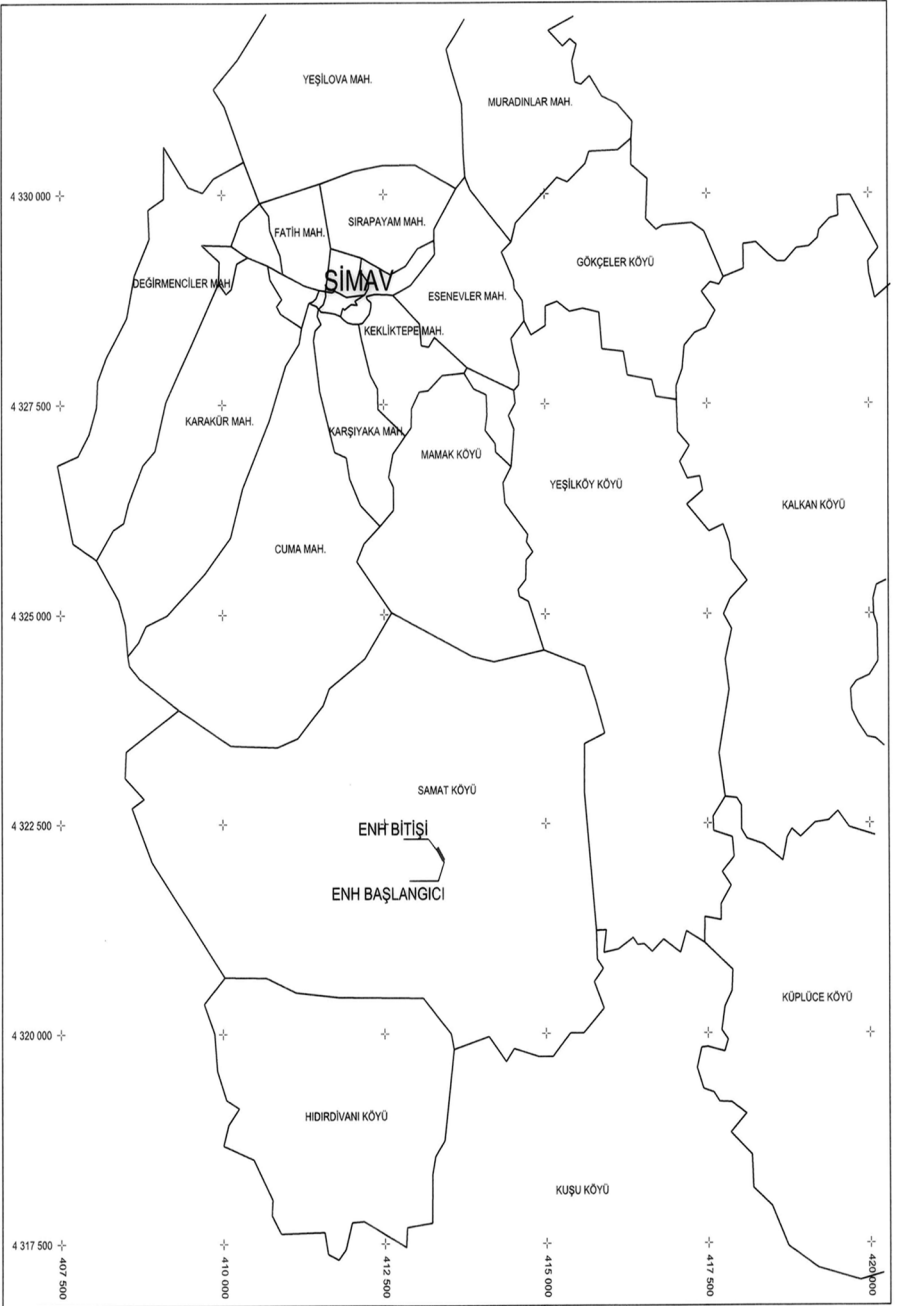 YEŞİLOVA MAH.
MURADINLAR MAH.
4 330 000
SIRAPAYAM MAH.
FATİH MAH.
GÖKÇELER KÖYÜ
DEĞİRMENCİLER MAH.
SİMAV
ESENEVLER MAH.
KEKLİKTEPE MAH.
4 327 500
KARAKÜR MAH.
KARŞIYAKA MAH.
MAMAK KÖYÜ
YEŞİLKÖY KÖYÜ
KALKAN KÖYÜ
CUMA MAH.
4 325 000
SAMAT KÖYÜ
4 322 500
ENH BİTİŞİ
ENH BAŞLANGICI
KÜPLÜCE KÖYÜ
4 320 000
HIDIRDİVANI KÖYÜ
KUŞU KÖYÜ
4 317 500
407 500
410 000
412 500
415 000
417 500
420 000